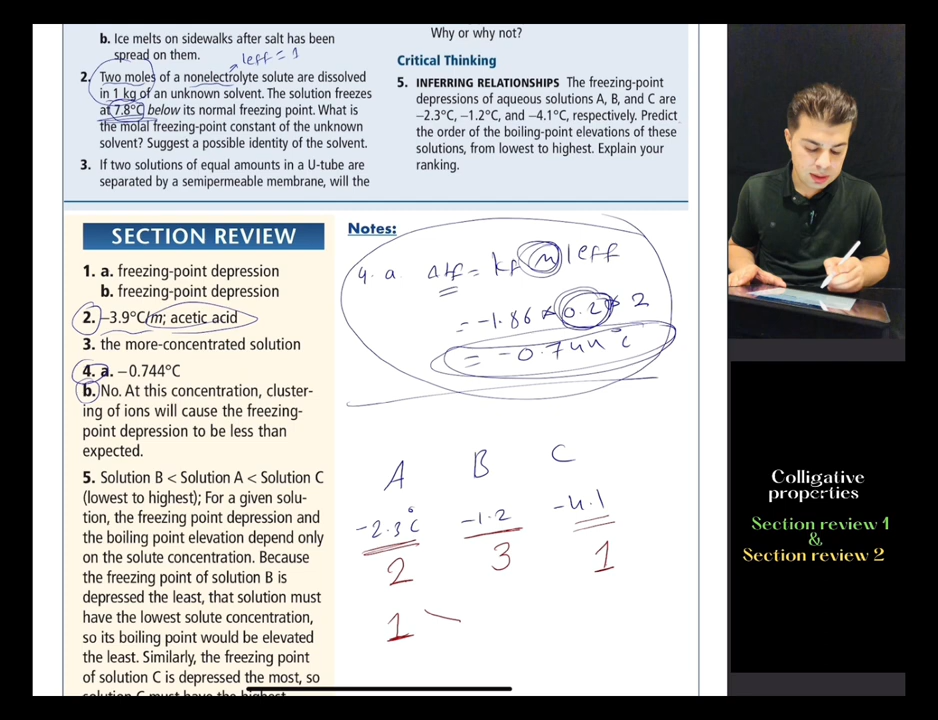 b. Ice melts on sidewalks after salt has been
spread on them.
ieff = 1
2. Two moles of a nonelectrolyte solute are dissolved
in 1 kg of an unknown solvent. The solution freezes
at 7.8°C below its normal freezing point. What is
the molal freezing-point constant of the unknown
solvent? Suggest a possible identity of the solvent.
3. If two solutions of equal amounts in a U-tube are
separated by a semipermeable membrane, will the
Why or why not?
Critical Thinking
5. INFERRING RELATIONSHIPS The freezing-point
depressions of aqueous solutions A, B, and C are
−2.3°C, −1.2°C, and −4.1°C, respectively. Predict
the order of the boiling-point elevations of these
solutions, from lowest to highest. Explain your
ranking.
SECTION REVIEW
1. a. freezing-point depression
b. freezing-point depression
2. −3.9°C/m; acetic acid
3. the more-concentrated solution
4. a. −0.744°C
b. No. At this concentration, cluster-
ing of ions will cause the freezing-
point depression to be less than
expected.
5. Solution B < Solution A < Solution C
(lowest to highest); For a given solu-
tion, the freezing point depression and
the boiling point elevation depend only
on the solute concentration. Because
the freezing point of solution B is
depressed the least, that solution must
have the lowest solute concentration,
so its boiling point would be elevated
the least. Similarly, the freezing point
of solution C is depressed the most, so
solution C must have the highest
Notes:
4. a. Δtf = kf m ieff
= -1.86 × 0.2 × 2
= -0.744°C
A B C
-2.3°C -1.2 -4.1
2 3 1
1
Colligative
properties
Section review 1
&
Section review 2